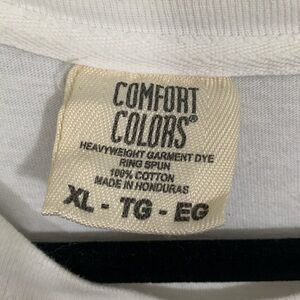 COMFORT
COLORS®
HEAVYWEIGHT GARMENT DYE
RING SPUN
100% COTTON
MADE IN HONDURAS
XL - TG - EG